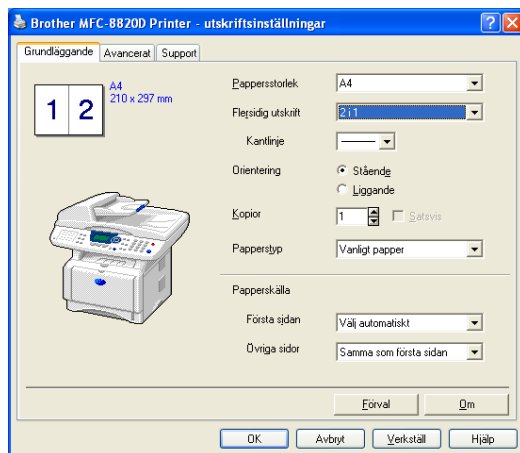 Brother MFC-8820D Printer - utskriftsinställningar
Grundläggande Avancerat Support
1 2
A4
210 x 297 mm
Pappersstorlek A4
Flersidig utskrift 2 i 1
Kantlinje
Orientering Stående
Liggande
Kopior 1 Satsvis
Papperstyp Vanligt papper
Papperskälla
Första sidan Välj automatiskt
Övriga sidor Samma som första sidan
Förval Om
OK Avbryt Verkställ Hjälp